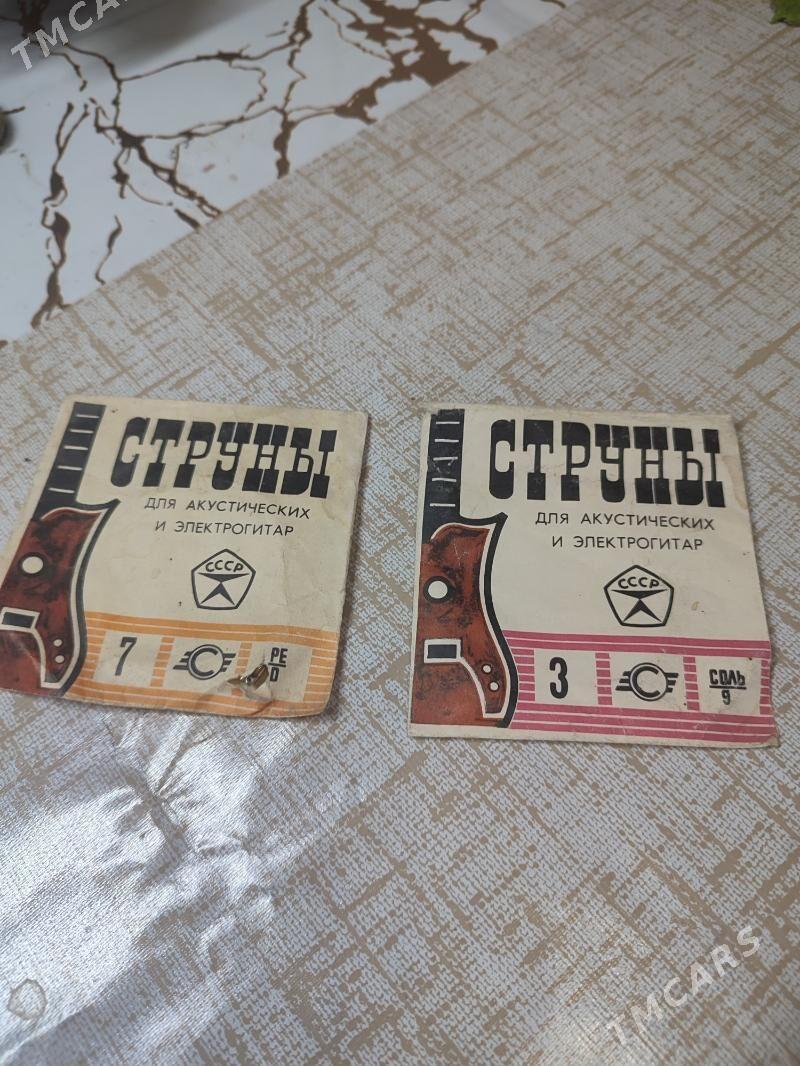 TMCARS
СТРУНЫ
ДЛЯ АКУСТИЧЕСКИХ
И ЭЛЕКТРОГИТАР
СССР
7
С
РЕ
D
СТРУНЫ
ДЛЯ АКУСТИЧЕСКИХ
И ЭЛЕКТРОГИТАР
СССР
3
С
СОЛЬ
g
TMCARS